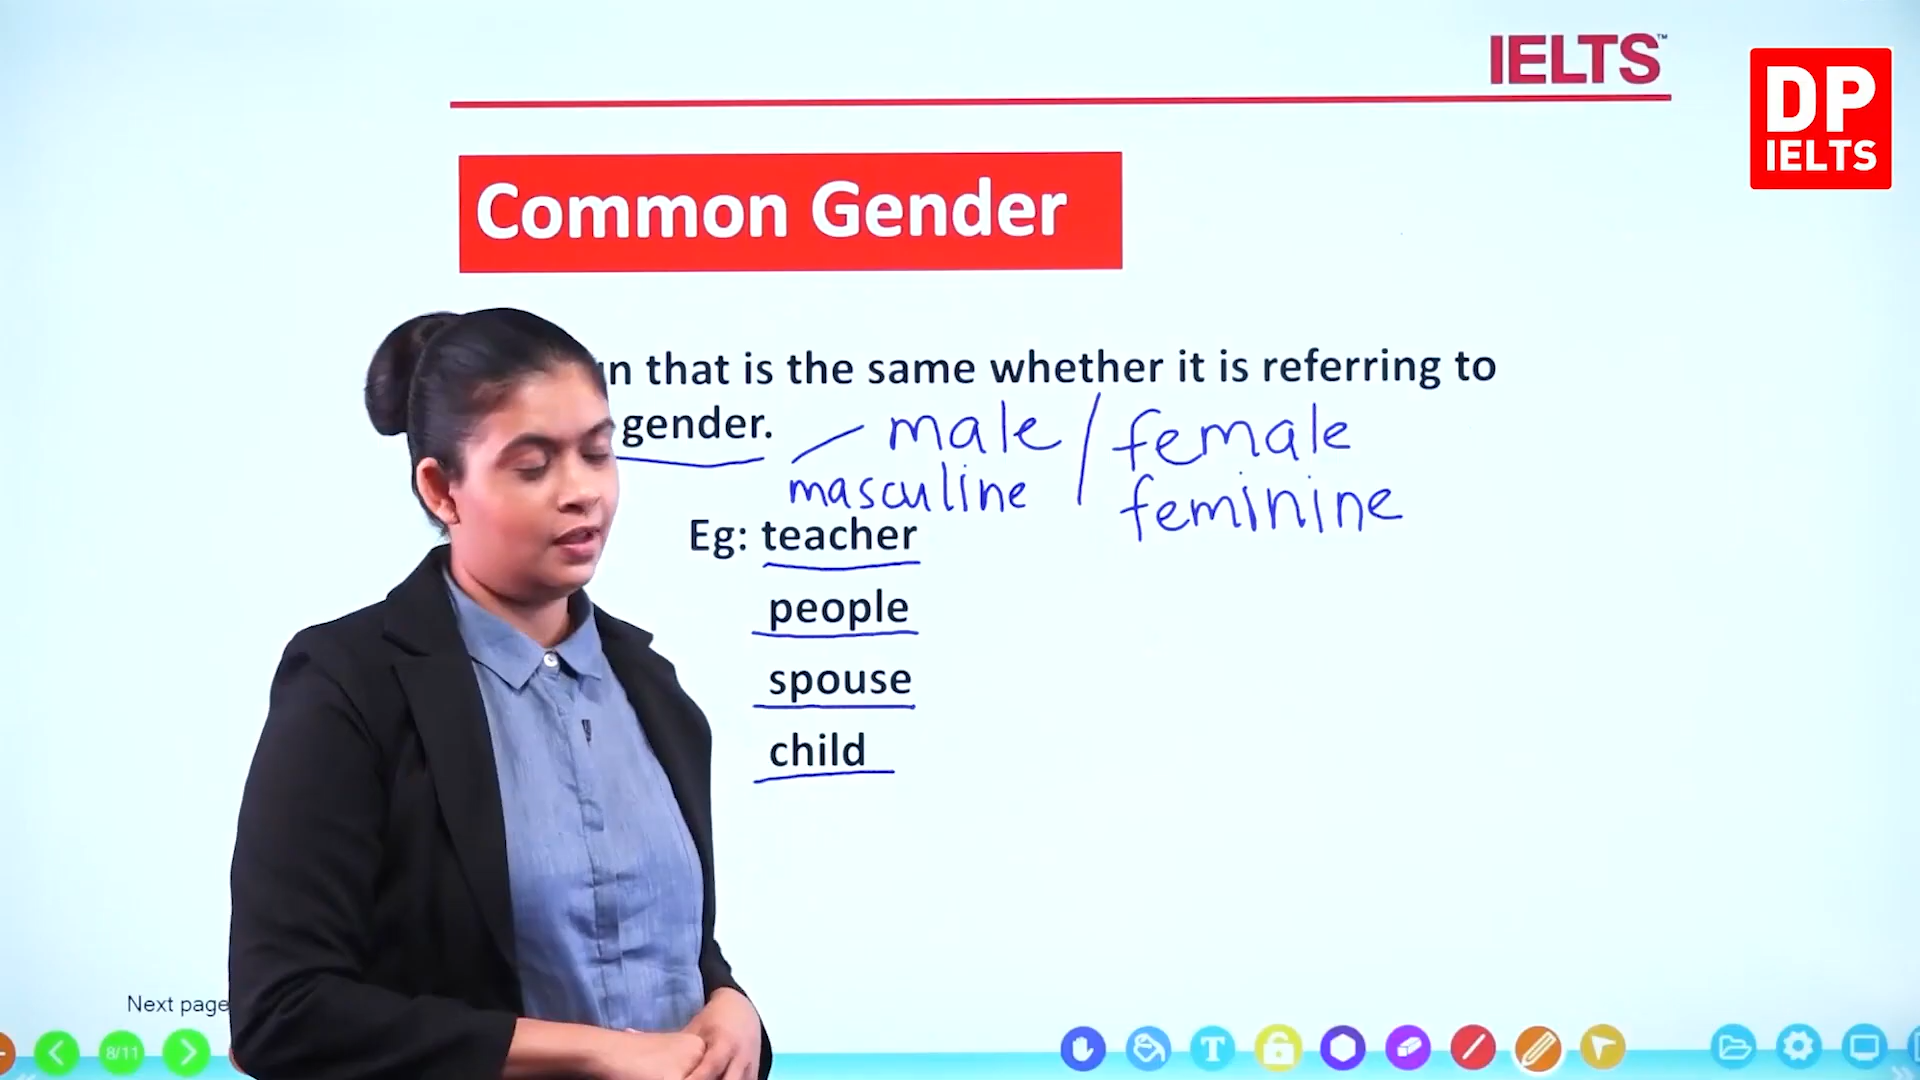 IELTS™
DP
IELTS
Common Gender
that is the same whether it is referring to
gender.
male / female
masculine feminine
Eg: teacher
people
spouse
child
Next page
8/11
T